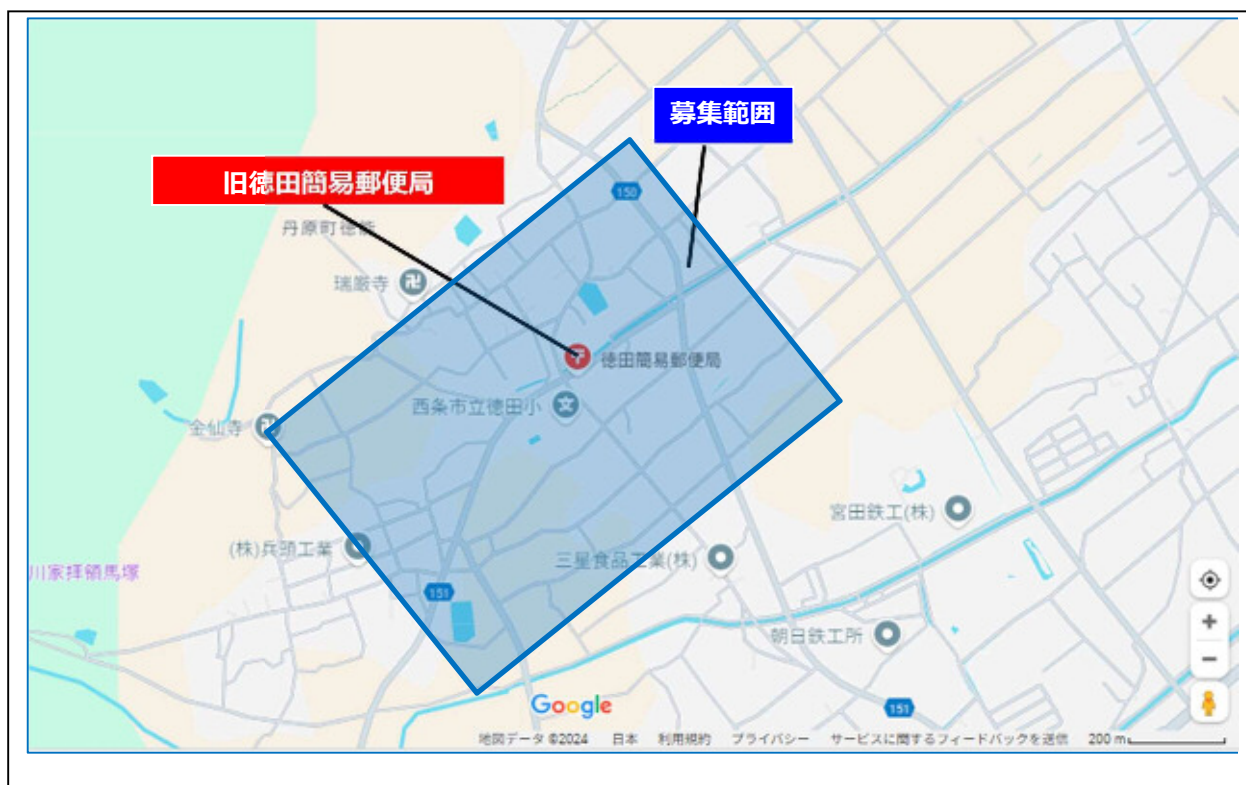 募集範囲
旧徳田簡易郵便局
150
丹原町徳能
瑞巌寺
徳田簡易郵便局
西条市立徳田小
金仙寺
宮田鉄工(株)
(株)兵頭工業
三星食品工業(株)
川家拝領馬塚
151
朝日鉄工所
151
Google
地図データ ©2024 日本 利用規約 プライバシー サービスに関するフィードバックを送信 200 m